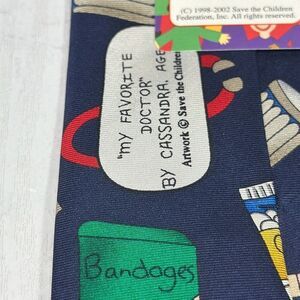 (C) 1998-2002 Save the Children
Federation, Inc. All rights reserved.
"MY FAVORITE
DOCTOR"
BY CASSANDRA, AGE
Artwork © Save the Children
Bandages